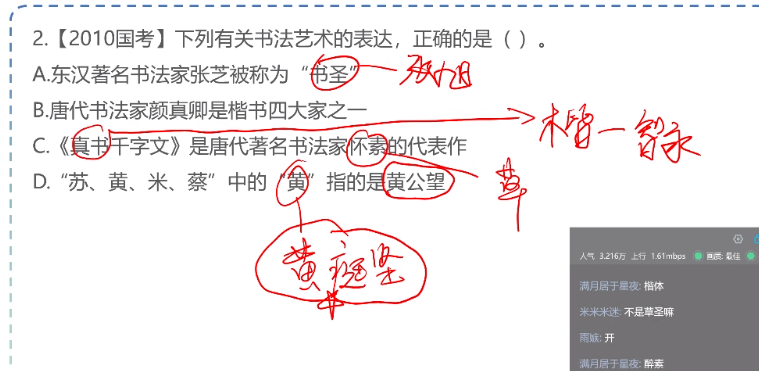 2.【2010国考】下列有关书法艺术的表达，正确的是（ ）。
A.东汉著名书法家张芝被称为“书圣” 张旭
B.唐代书法家颜真卿是楷书四大家之一
C.《真书千字文》是唐代著名书法家怀素的代表作 楷—智永
D.“苏、黄、米、蔡”中的“黄”指的是黄公望 草
黄庭坚
人气 3.216万 上行 1.61mbps 画质: 最佳
满月居于星夜: 楷体
米米米迷: 不是草圣嘛
雨嫉: 开
满月居于星夜: 醉素